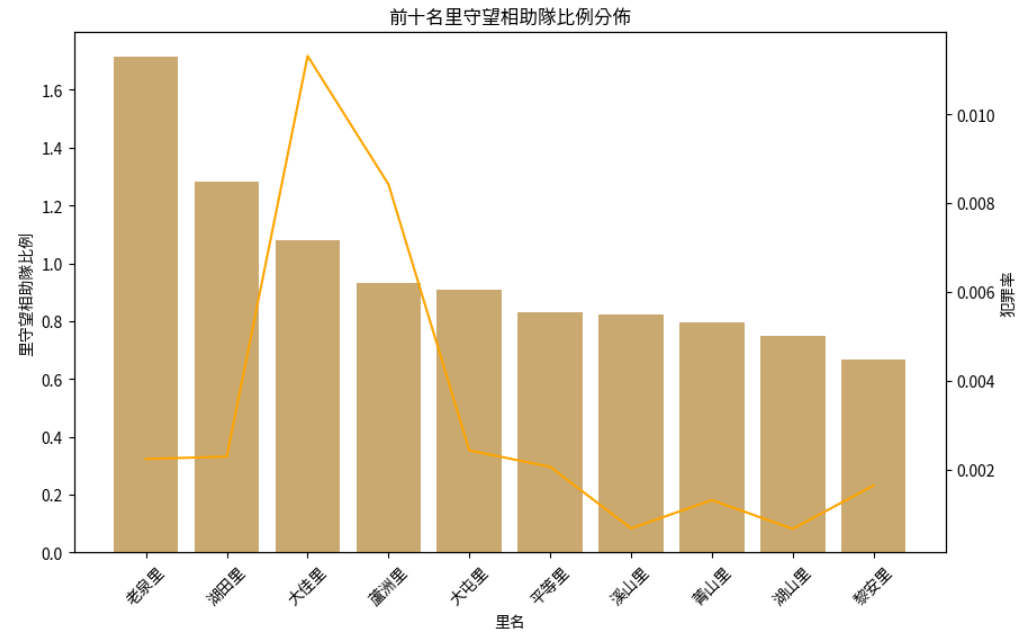 前十名里守望相助隊比例分佈
里守望相助隊比例
1.6
1.4
1.2
1.0
0.8
0.6
0.4
0.2
0.0
0.010
0.008
0.006
0.004
0.002
犯罪率
老泉里
湖田里
大佳里
蘆洲里
大屯里
平等里
溪山里
菁山里
湖山里
黎安里
里名